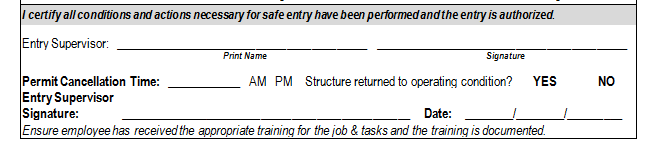 I certify all conditions and actions necessary for safe entry have been performed and the entry is authorized.
Entry Supervisor: ______________________________ ______________________________
Print Name Signature
Permit Cancellation Time: __________ AM PM Structure returned to operating condition? YES NO
Entry Supervisor
Signature: ______________________________ Date: ______/______/______
Ensure employee has received the appropriate training for the job & tasks and the training is documented.